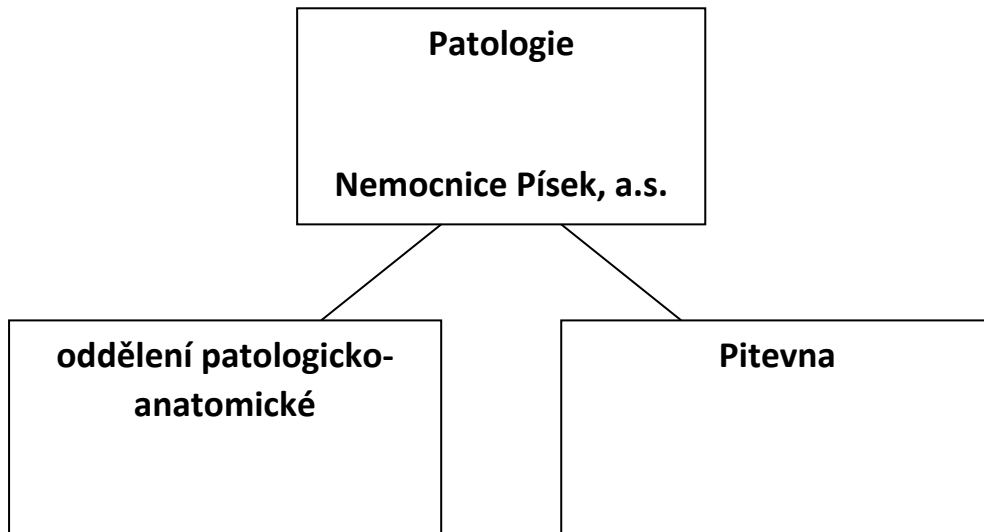 Patologie
Nemocnice Písek, a.s.
oddělení patologicko-
anatomické
Pitevna